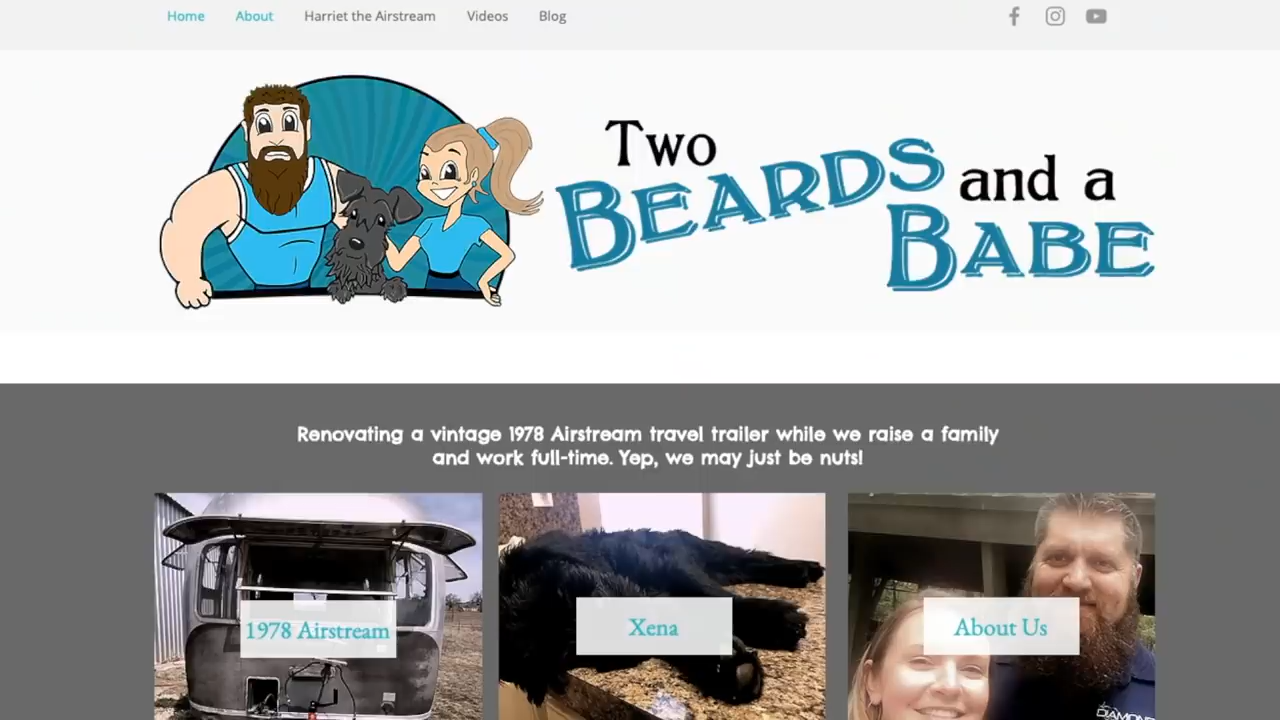 Home About Harriet the Airstream Videos Blog
Two
BEARDS and a
BABE
Renovating a vintage 1978 Airstream travel trailer while we raise a family
and work full-time. Yep, we may just be nuts!
1978 Airstream Xena About Us
DIAMOND